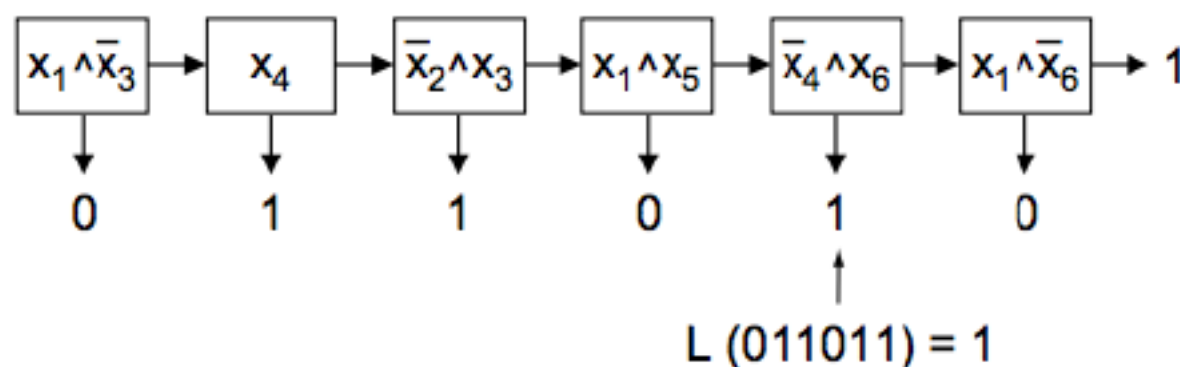 x₁ ^ x̅₃ x₄ x̅₂ ^ x₃ x₁ ^ x₅ x̅₄ ^ x₆ x₁ ^ x̅₆ 1
0 1 1 0 1 0
L (011011) = 1